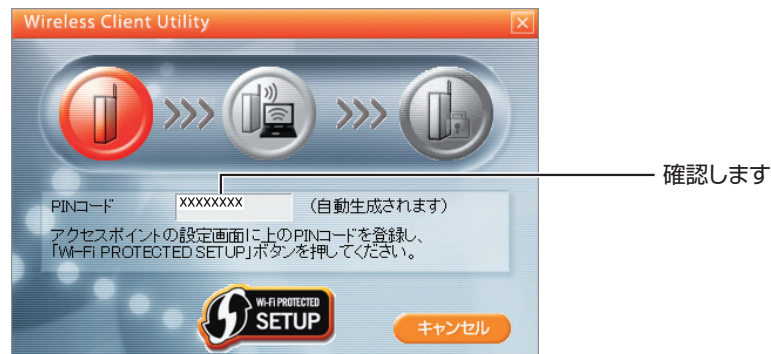 Wireless Client Utility
確認します
PINコード XXXXXXXX (自動生成されます)
アクセスポイントの設定画面に上のPINコードを登録し、
「Wi-Fi PROTECTED SETUP」ボタンを押してください。
Wi-Fi PROTECTED
SETUP
キャンセル